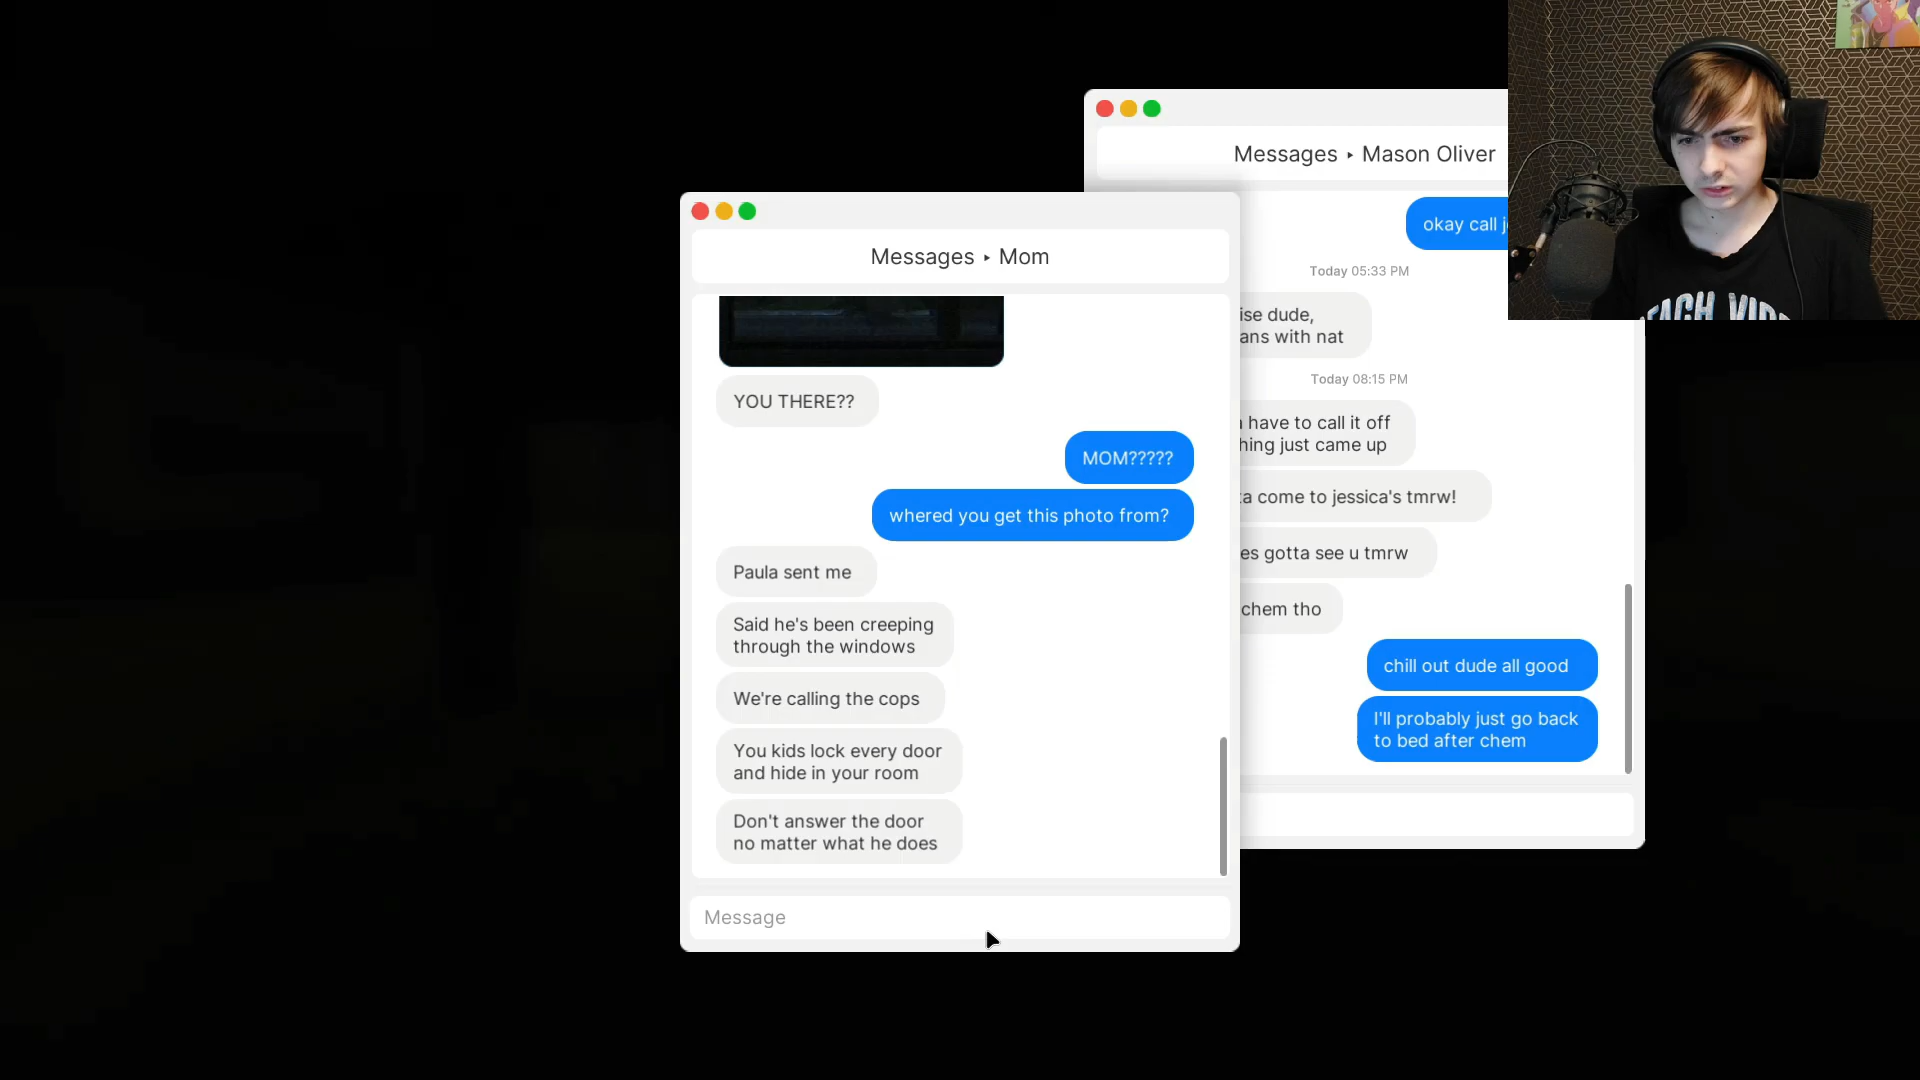 Messages ▸ Mason Oliver
okay call
Today 05:33 PM
ise dude,
ans with nat
Today 08:15 PM
have to call it off
hing just came up
ta come to jessica's tmrw!
es gotta see u tmrw
chem tho
chill out dude all good
I'll probably just go back
to bed after chem
Messages ▸ Mom
YOU THERE??
MOM?????
whered you get this photo from?
Paula sent me
Said he's been creeping
through the windows
We're calling the cops
You kids lock every door
and hide in your room
Don't answer the door
no matter what he does
Message